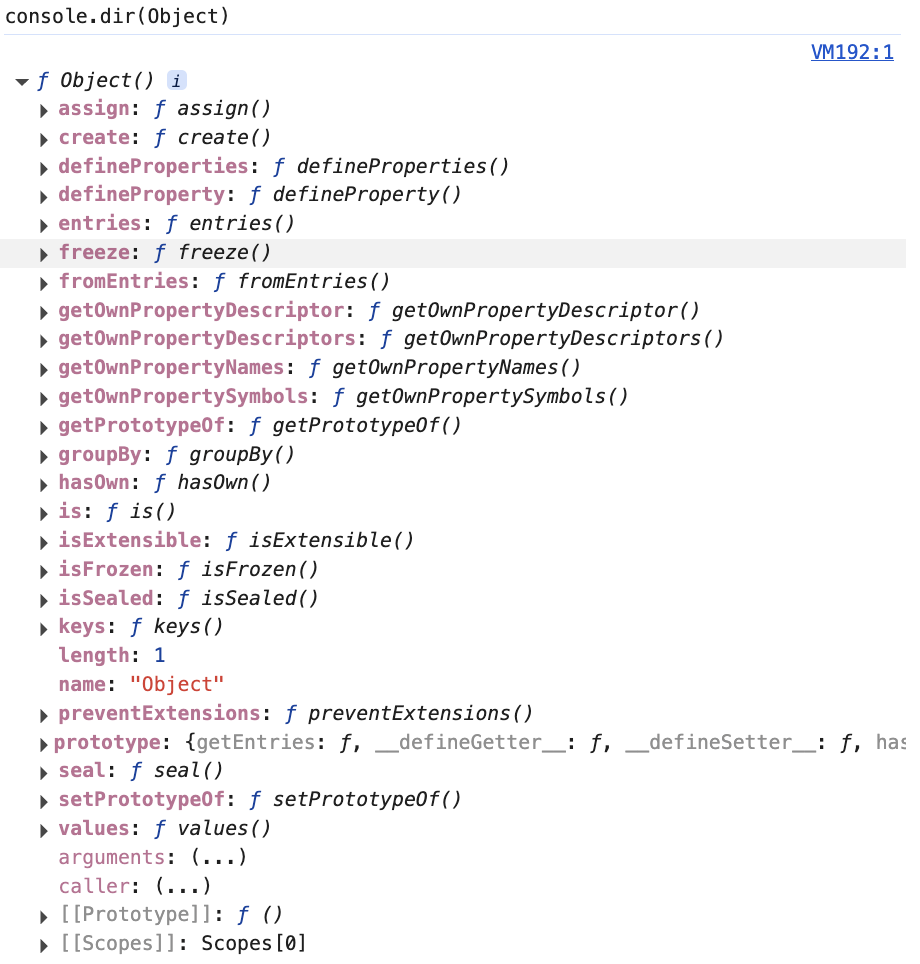 console.dir(Object)
VM192:1
▼ ƒ Object() i
▶ assign: ƒ assign()
▶ create: ƒ create()
▶ defineProperties: ƒ defineProperties()
▶ defineProperty: ƒ defineProperty()
▶ entries: ƒ entries()
▶ freeze: ƒ freeze()
▶ fromEntries: ƒ fromEntries()
▶ getOwnPropertyDescriptor: ƒ getOwnPropertyDescriptor()
▶ getOwnPropertyDescriptors: ƒ getOwnPropertyDescriptors()
▶ getOwnPropertyNames: ƒ getOwnPropertyNames()
▶ getOwnPropertySymbols: ƒ getOwnPropertySymbols()
▶ getPrototypeOf: ƒ getPrototypeOf()
▶ groupBy: ƒ groupBy()
▶ hasOwn: ƒ hasOwn()
▶ is: ƒ is()
▶ isExtensible: ƒ isExtensible()
▶ isFrozen: ƒ isFrozen()
▶ isSealed: ƒ isSealed()
▶ keys: ƒ keys()
length: 1
name: "Object"
▶ preventExtensions: ƒ preventExtensions()
▶ prototype: {getEntries: ƒ, __defineGetter__: ƒ, __defineSetter__: ƒ, has
▶ seal: ƒ seal()
▶ setPrototypeOf: ƒ setPrototypeOf()
▶ values: ƒ values()
arguments: (...)
caller: (...)
▶ [[Prototype]]: ƒ ()
▶ [[Scopes]]: Scopes[0]